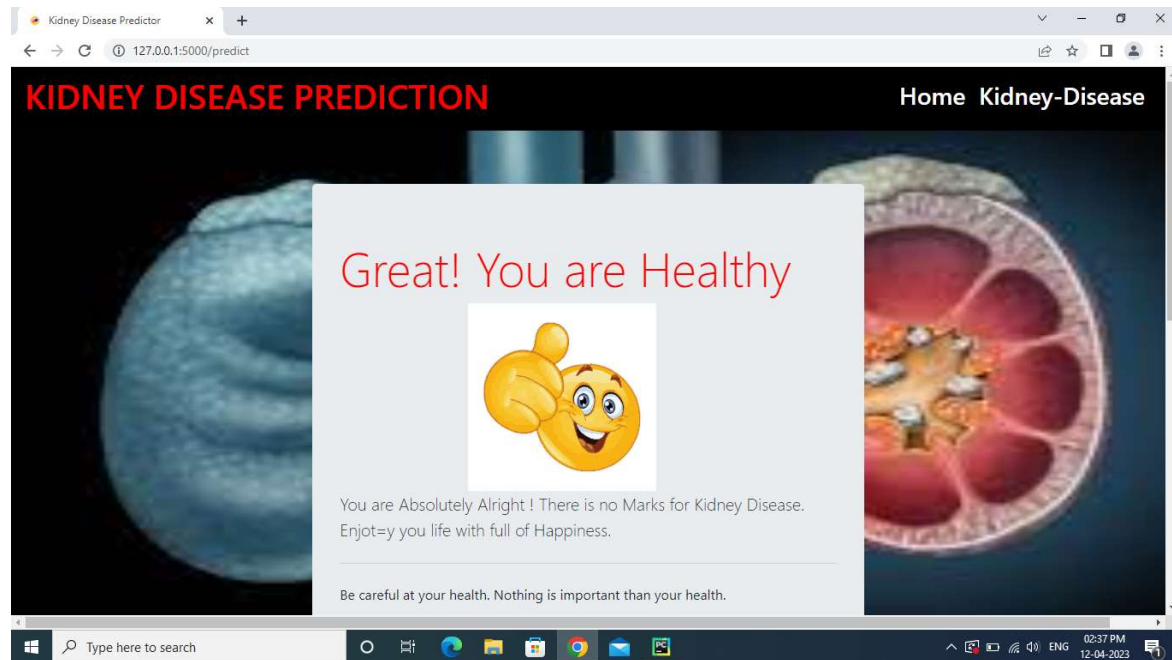 Kidney Disease Predictor
127.0.0.1:5000/predict
KIDNEY DISEASE PREDICTION
Home Kidney-Disease
Great! You are Healthy
You are Absolutely Alright ! There is no Marks for Kidney Disease.
Enjot=y you life with full of Happiness.
Be careful at your health. Nothing is important than your health.
Type here to search
PC
ENG
02:37 PM
12-04-2023
1